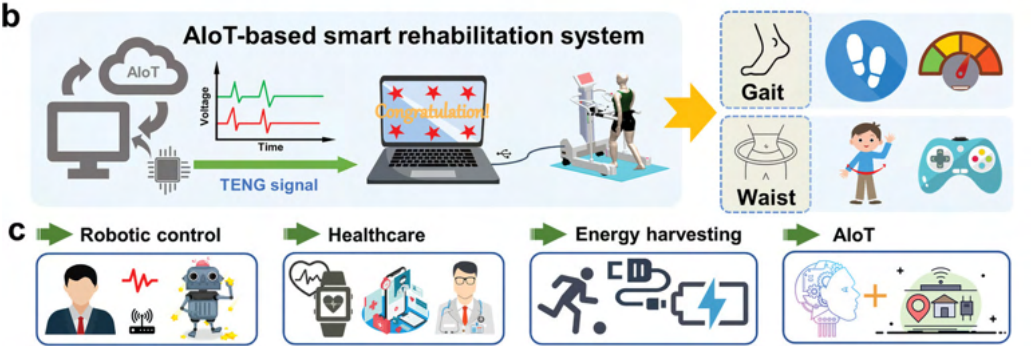 b
AIoT-based smart rehabilitation system
AIoT
Voltage
Time
TENG signal
Congratulation!
Gait
Waist
c
Robotic control
Healthcare
Energy harvesting
AIoT